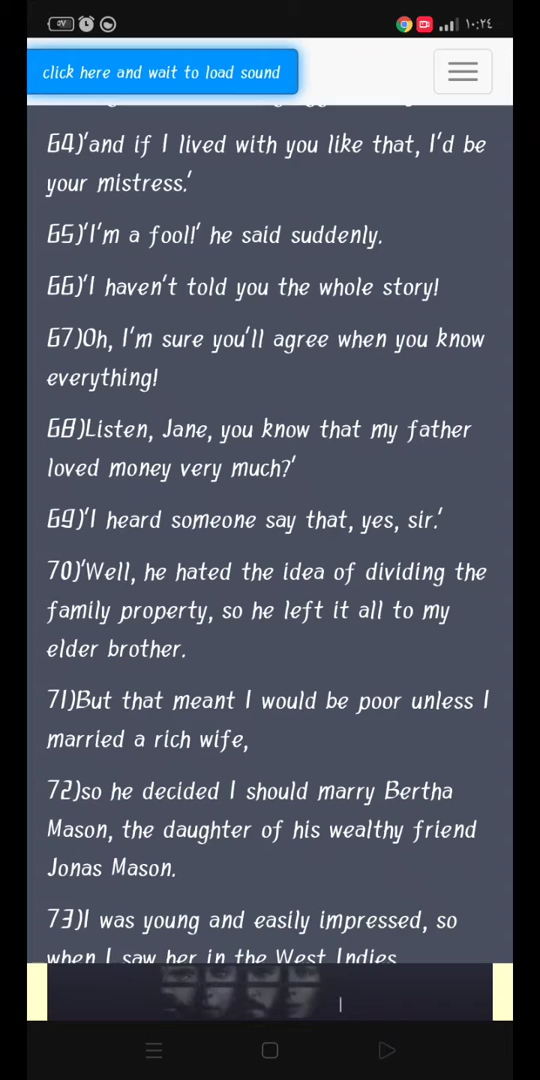 ١٠:٢٤
click here and wait to load sound
64)'and if I lived with you like that, I'd be
your mistress.'
65)'I'm a fool!' he said suddenly.
66)'I haven't told you the whole story!
67)Oh, I'm sure you'll agree when you know
everything!
68)Listen, Jane, you know that my father
loved money very much?'
69)'I heard someone say that, yes, sir.'
70)'Well, he hated the idea of dividing the
family property, so he left it all to my
elder brother.
71)But that meant I would be poor unless I
married a rich wife,
72)so he decided I should marry Bertha
Mason, the daughter of his wealthy friend
Jonas Mason.
73)I was young and easily impressed, so
when I saw her in the West Indies